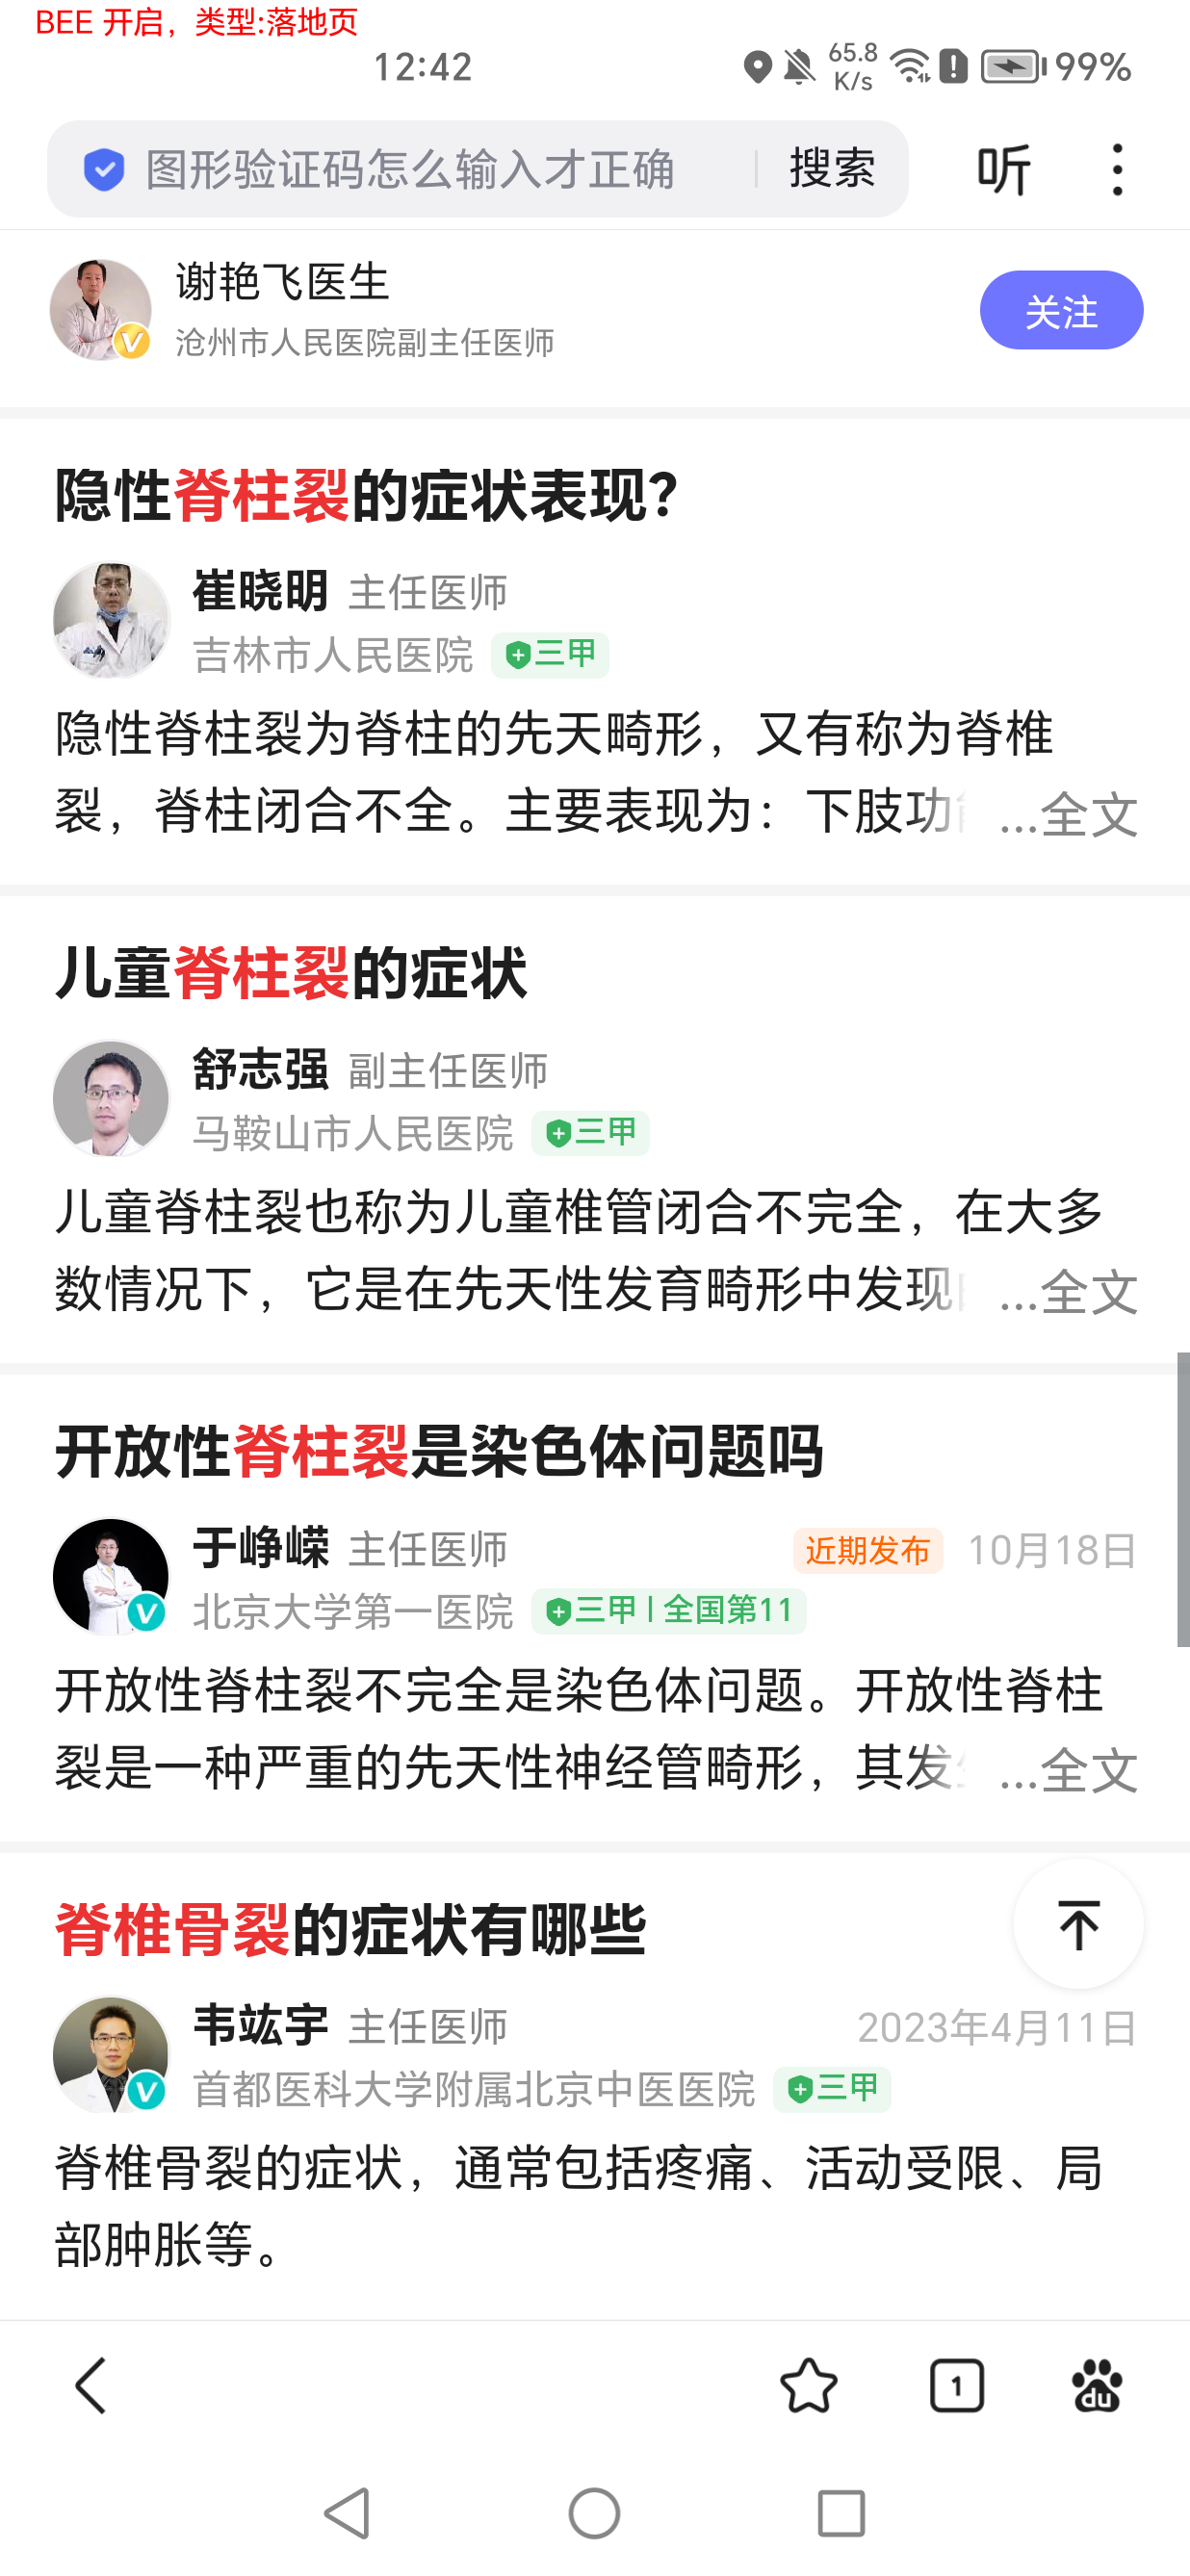 BEE 开启，类型:落地页
12:42
65.8
K/s
99%
图形验证码怎么输入才正确
搜索
听
谢艳飞医生
沧州市人民医院副主任医师
关注
隐性脊柱裂的症状表现?
崔晓明 主任医师
吉林市人民医院 三甲
隐性脊柱裂为脊柱的先天畸形，又有称为脊椎
裂，脊柱闭合不全。主要表现为：下肢功 ...全文
儿童脊柱裂的症状
舒志强 副主任医师
马鞍山市人民医院 三甲
儿童脊柱裂也称为儿童椎管闭合不完全，在大多
数情况下，它是在先天性发育畸形中发现 ...全文
开放性脊柱裂是染色体问题吗
于峥嵘 主任医师 近期发布 10月18日
北京大学第一医院 三甲 | 全国第11
开放性脊柱裂不完全是染色体问题。开放性脊柱
裂是一种严重的先天性神经管畸形，其发 ...全文
脊椎骨裂的症状有哪些
韦竑宇 主任医师 2023年4月11日
首都医科大学附属北京中医医院 三甲
脊椎骨裂的症状，通常包括疼痛、活动受限、局
部肿胀等。
1
du